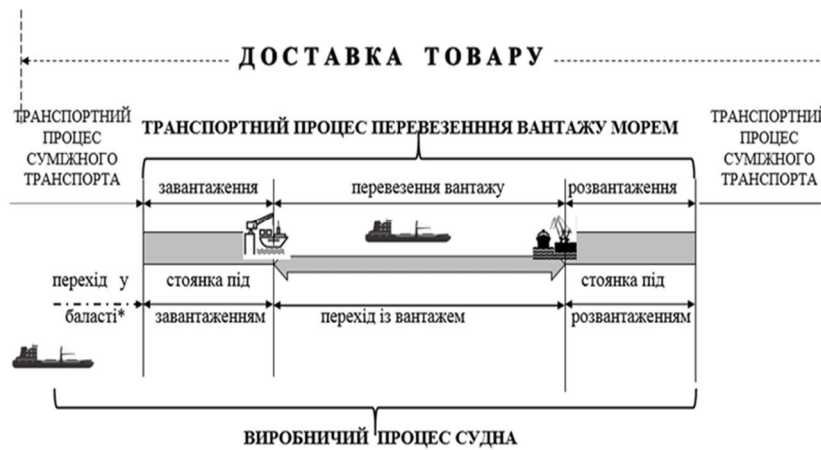 ДОСТАВКА ТОВАРУ
ТРАНСПОРТНИЙ
ПРОЦЕС
СУМІЖНОГО
ТРАНСПОРТА
ТРАНСПОРТНИЙ ПРОЦЕС ПЕРЕВЕЗЕНННЯ ВАНТАЖУ МОРЕМ
ТРАНСПОРТНИЙ
ПРОЦЕС
СУМІЖНОГО
ТРАНСПОРТА
завантаження
перевезення вантажу
розвантаження
перехід у
баласті*
стоянка під
завантаженням
перехід із вантажем
стоянка під
розвантаженням
ВИРОБНИЧИЙ ПРОЦЕС СУДНА